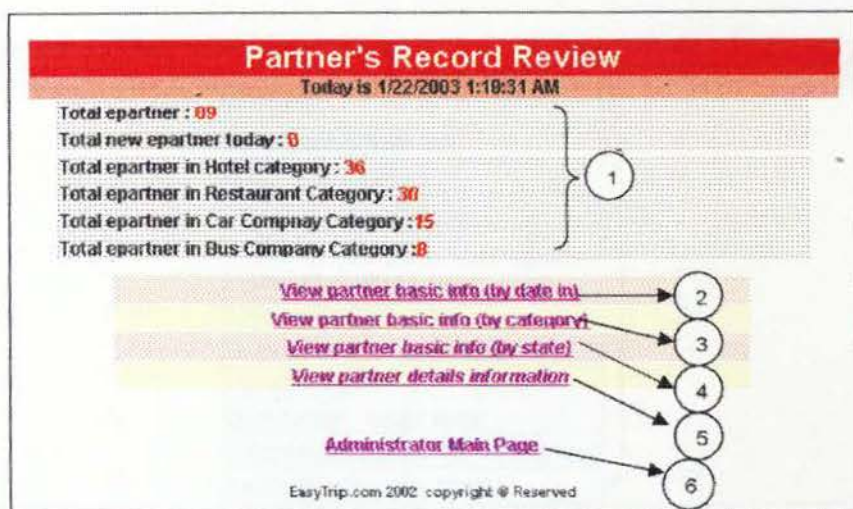 Partner's Record Review
Today is 1/22/2003 AM
Total epartner : 89
Total new epartner today : 0
Total epartner in Hotel category : 36
Total epartner in Restaurant Category : 30
Total epartner in Car Compnay Category :15
Total epartner in Bus Company Category :8
1
View partner basic info (by date in)
2
View partner basic info (by category)
3
View partner basic info (by state)
4
View partner details information
5
Administrator Main Page
6
EasyTrip.com 2002 copyright @ Reserved